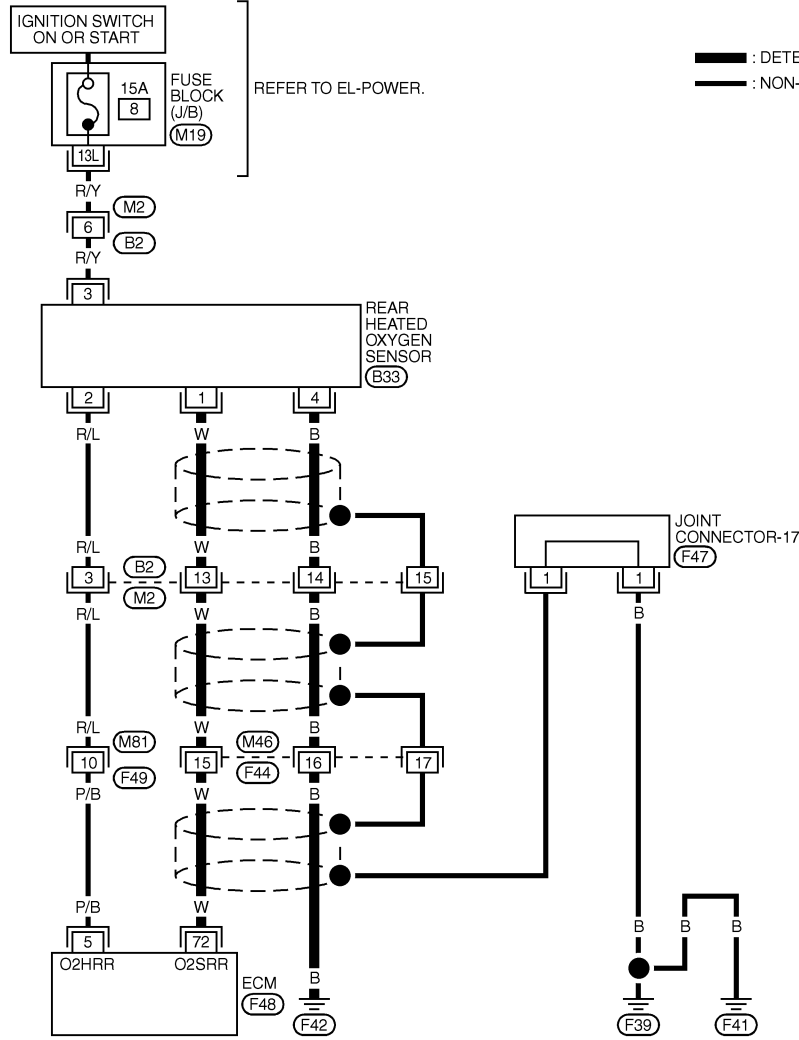 IGNITION SWITCH
ON OR START
15A
8
FUSE
BLOCK
(J/B)
M19
REFER TO EL-POWER.
: DETE
: NON-
13L
R/Y
M2
6
B2
R/Y
3
REAR
HEATED
OXYGEN
SENSOR
B33
2
1
4
R/L
W
B
R/L
W
B
JOINT
CONNECTOR-17
F47
3
B2
M2
13
14
15
1
1
R/L
W
B
B
R/L
W
B
M81
M46
10
15
16
17
F49
F44
P/B
W
B
P/B
W
B
B
B
5
72
O2HRR
O2SRR
B
ECM
F48
F42
F39
F41